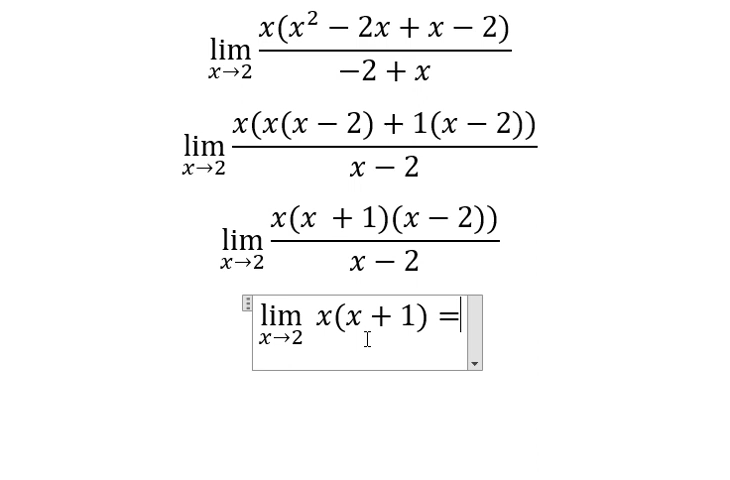 lim x→2 x(x² − 2x + x − 2) / −2 + x
lim x→2 x(x(x − 2) + 1(x − 2)) / x − 2
lim x→2 x(x + 1)(x − 2)) / x − 2
lim x→2 x(x + 1) =